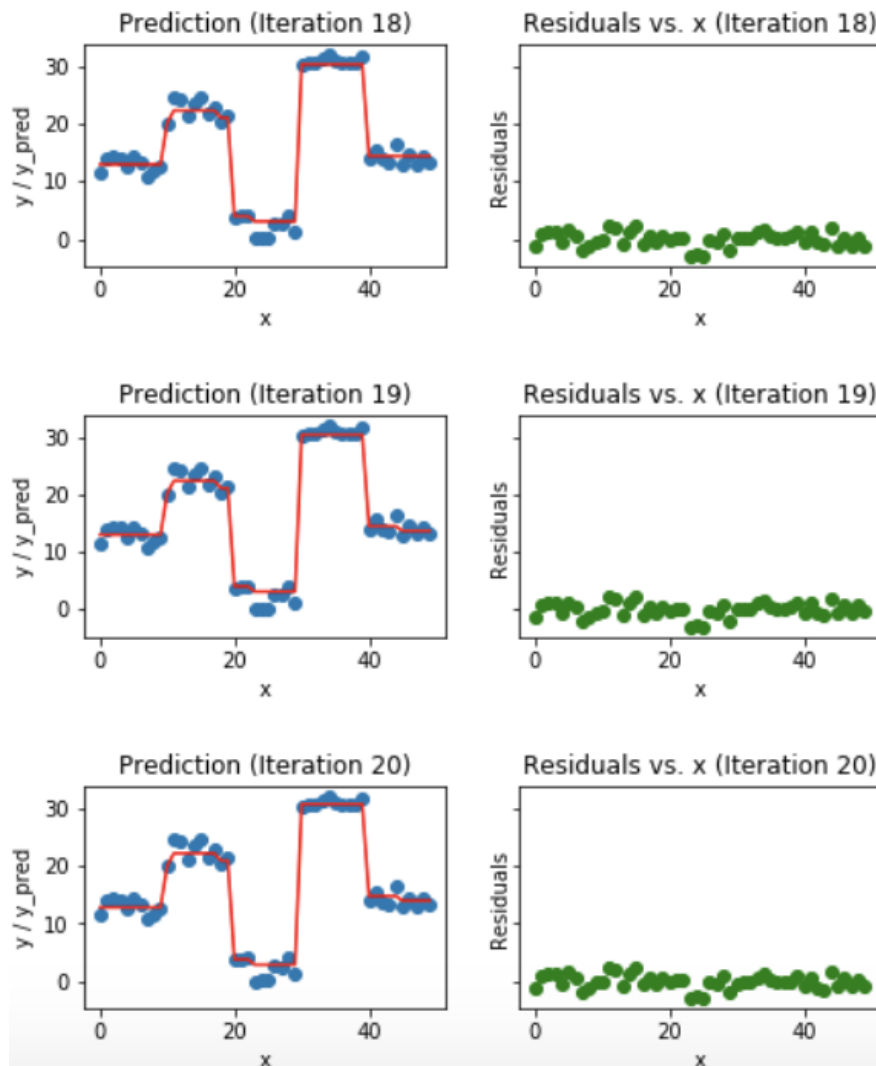 Prediction (Iteration 18)
Residuals vs. x (Iteration 18)
y / y_pred
30
20
10
0
0
20
40
x
Residuals
0
20
40
x
Prediction (Iteration 19)
Residuals vs. x (Iteration 19)
y / y_pred
30
20
10
0
0
20
40
x
Residuals
0
20
40
x
Prediction (Iteration 20)
Residuals vs. x (Iteration 20)
y / y_pred
30
20
10
0
0
20
40
x
Residuals
0
20
40
x